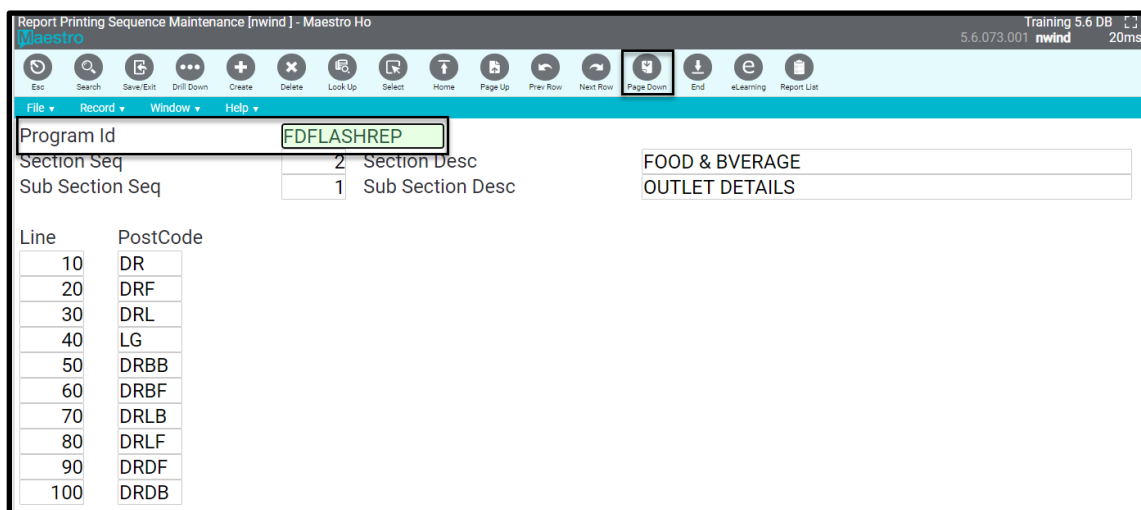 Report Printing Sequence Maintenance [nwind ] - Maestro Ho Training 5.6 DB
Maestro 5.6.073.001 nwind 20ms
Esc Search Save/Exit Drill Down Create Delete Look Up Select Home Page Up Prev Row Next Row Page Down End eLearning Report List
File Record Window Help
Program Id FDFLASHREP
Section Seq 2 Section Desc FOOD & BVERAGE
Sub Section Seq 1 Sub Section Desc OUTLET DETAILS
Line PostCode
10 DR
20 DRF
30 DRL
40 LG
50 DRBB
60 DRBF
70 DRLB
80 DRLF
90 DRDF
100 DRDB